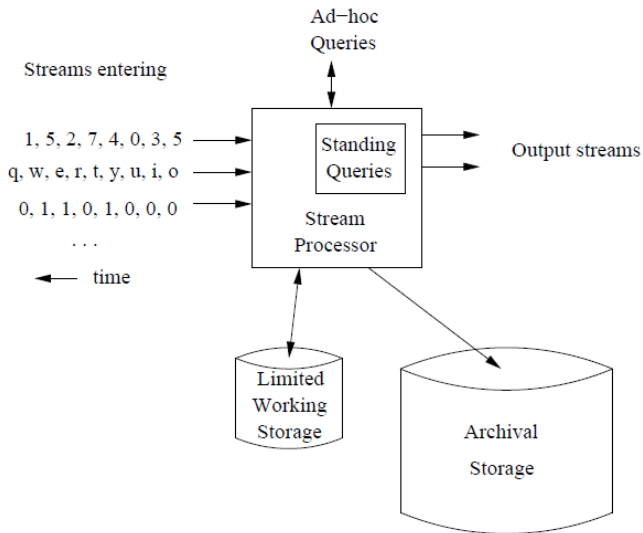 Ad-hoc
Queries
Streams entering
1, 5, 2, 7, 4, 0, 3, 5
q, w, e, r, t, y, u, i, o
0, 1, 1, 0, 1, 0, 0, 0
. . .
time
Standing
Queries
Stream
Processor
Output streams
Limited
Working
Storage
Archival
Storage